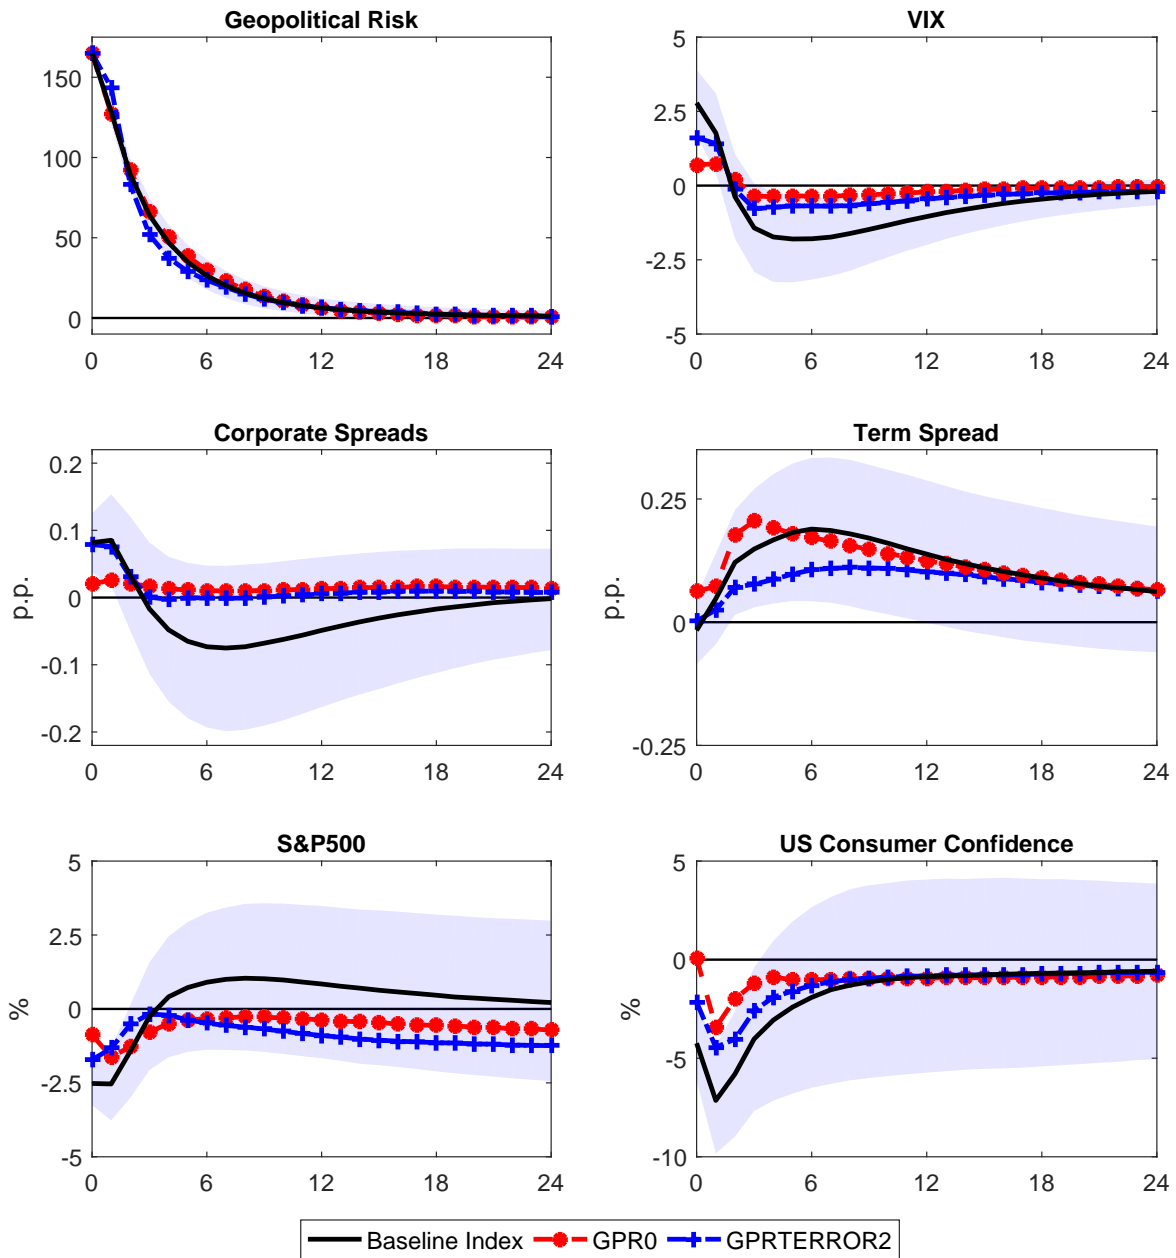 Geopolitical Risk
150
100
50
0
0 6 12 18 24
VIX
5
2.5
0
-2.5
-5
0 6 12 18 24
Corporate Spreads
p.p.
0.2
0.1
0
-0.1
-0.2
0 6 12 18 24
Term Spread
p.p.
0.25
0
-0.25
0 6 12 18 24
S&P500
%
5
2.5
0
-2.5
-5
0 6 12 18 24
US Consumer Confidence
%
5
0
-5
-10
0 6 12 18 24
Baseline Index GPR0 GPRTERROR2